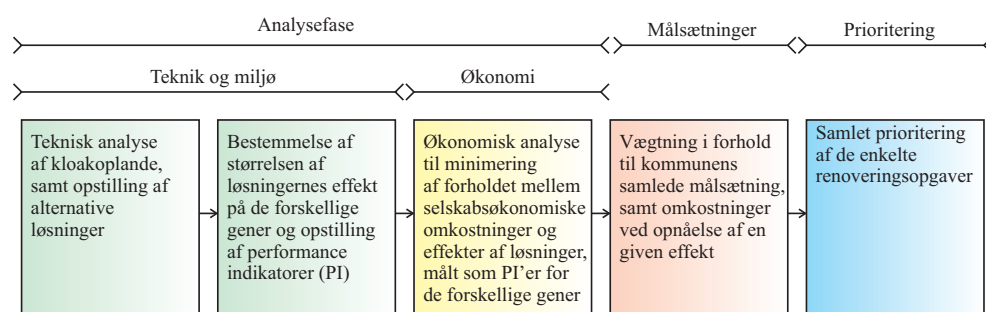 Analysefase
Målsætninger
Prioritering
Teknik og miljø
Økonomi
Teknisk analyse
af kloakoplande,
samt opstilling af
alternative
løsninger
Bestemmelse af
størrelsen af
løsningernes effekt
på de forskellige
gener og opstilling
af performance
indikatorer (PI)
Økonomisk analyse
til minimering
af forholdet mellem
selskabsøkonomiske
omkostninger og
effekter af løsninger,
målt som PI’er for
de forskellige gener
Vægtning i forhold
til kommunens
samlede målsætning,
samt omkostninger
ved opnåelse af en
given effekt
Samlet prioritering
af de enkelte
renoveringsopgaver